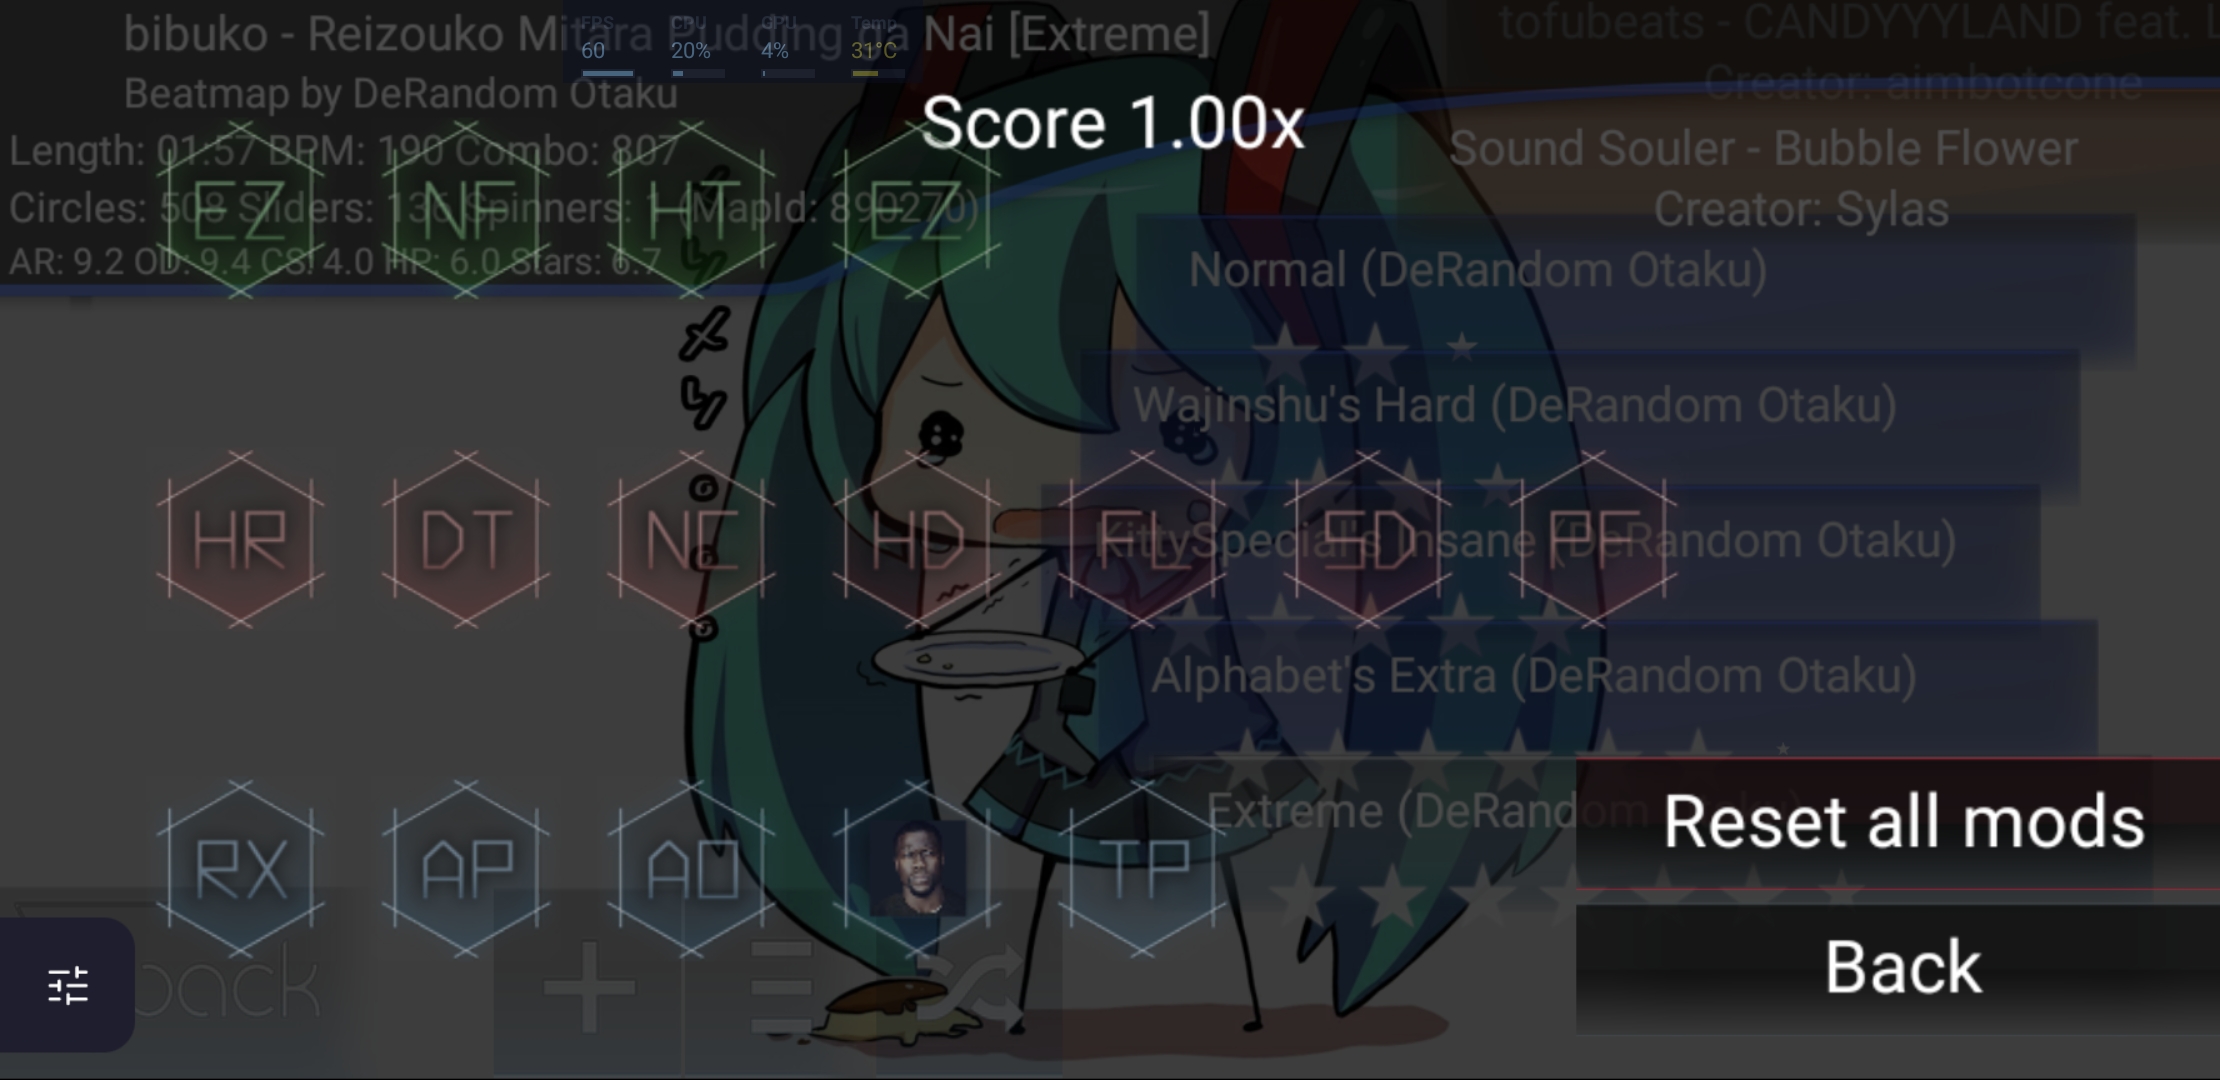 bibuko - Reizouko Mitara Pudding ga Nai [Extreme]
FPS CPU GPU Temp
60 20% 4% 31°C
Beatmap by DeRandom Otaku
Length: 01:57 BPM: 190 Combo: 807
Circles: 508 Sliders: 136 Spinners: 1 (MapId: 899270)
AR: 9.2 OD: 9.4 CS: 4.0 HP: 6.0 Stars: 6.7
Score 1.00x
tofubeats - CANDYYYLAND feat.
Creator: aimbotcone
Sound Souler - Bubble Flower
Creator: Sylas
EZ NF HT EZ
Normal (DeRandom Otaku)
Wajinshu's Hard (DeRandom Otaku)
HR DT NC HD FL SD PF
KittySpecial's Insane (DeRandom Otaku)
Alphabet's Extra (DeRandom Otaku)
Extreme (DeRandom
RX AP AO TP
Reset all mods
back
Back